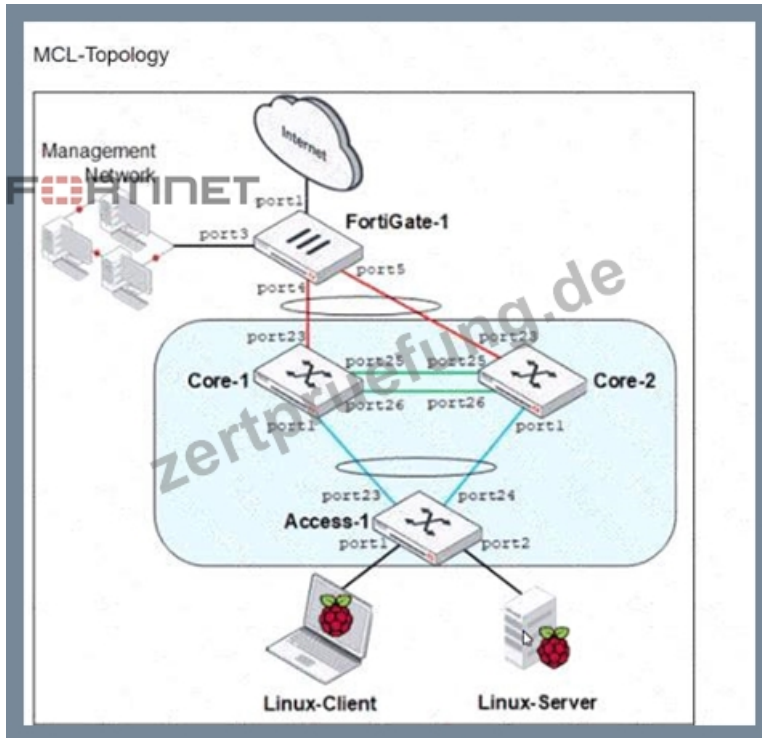 MCL-Topology
Internet
Management
Network
FORTINET
port1
FortiGate-1
port3
port5
port4
port23
port23
Core-1
port25
port25
Core-2
port26
port26
port1
port1
zertpruefung.de
port23
port24
Access-1
port1
port2
Linux-Client
Linux-Server